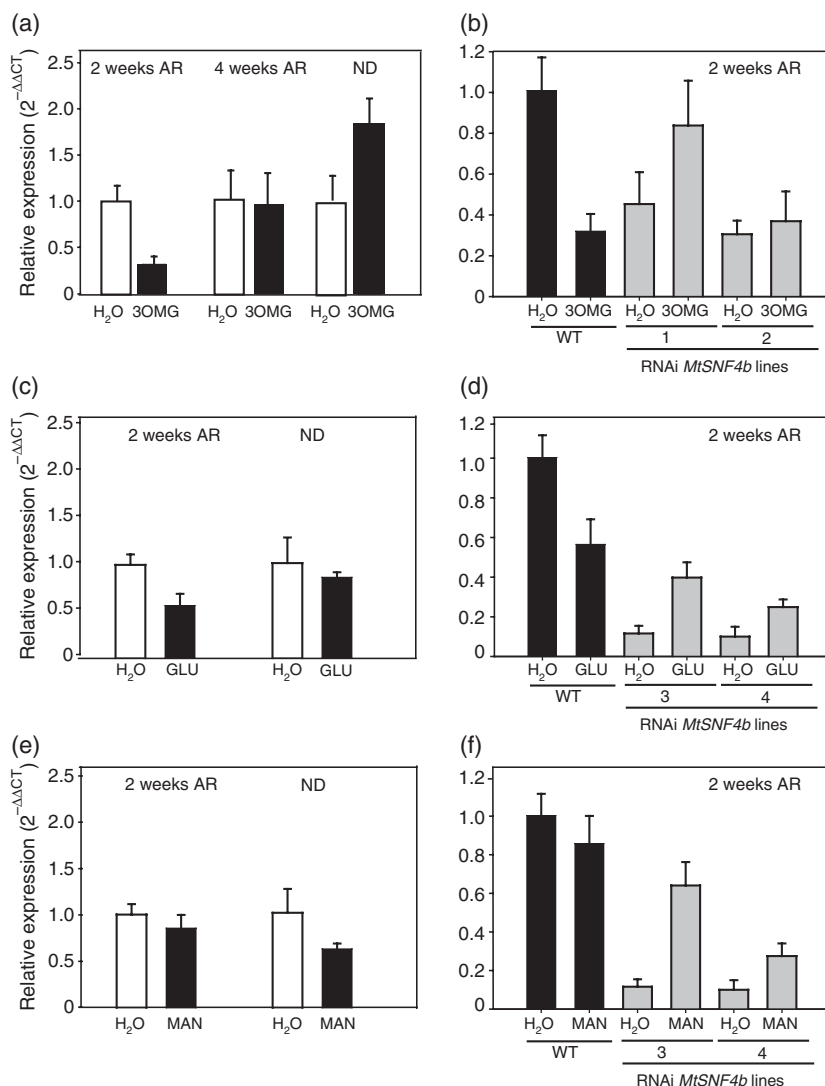 (a)
Relative expression (2^−ΔΔCT)
2.5
2.0
1.5
1.0
0.5
0
2 weeks AR 4 weeks AR ND
H₂O 3OMG H₂O 3OMG H₂O 3OMG
(b)
1.2
1.0
0.8
0.6
0.4
0.2
0
2 weeks AR
H₂O 3OMG H₂O 3OMG H₂O 3OMG
WT 1 2
RNAi MtSNF4b lines
(c)
Relative expression (2^−ΔΔCT)
2.5
2.0
1.5
1.0
0.5
0
2 weeks AR ND
H₂O GLU H₂O GLU
(d)
1.2
1.0
0.6
0.4
0.2
0
2 weeks AR
H₂O GLU H₂O GLU H₂O GLU
WT 3 4
RNAi MtSNF4b lines
(e)
Relative expression (2^−ΔΔCT)
2.5
2.0
1.5
1.0
0.5
0
2 weeks AR ND
H₂O MAN H₂O MAN
(f)
1.2
1.0
0.8
0.6
0.4
0.2
0
2 weeks AR
H₂O MAN H₂O MAN H₂O MAN
WT 3 4
RNAi MtSNF4b lines